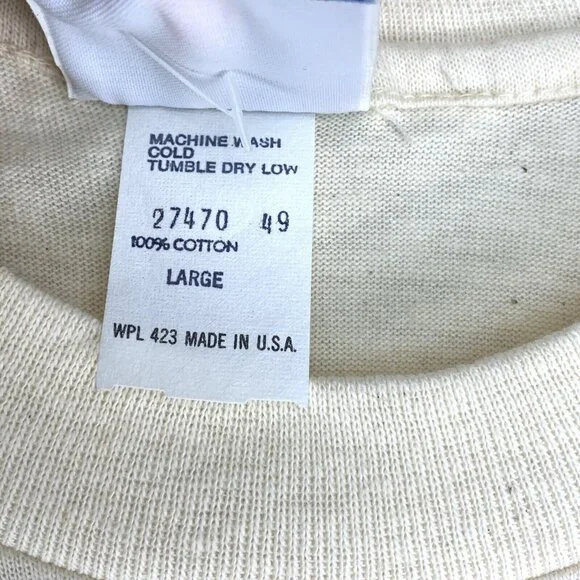 MACHINE WASH
COLD
TUMBLE DRY LOW
27470 49
100% COTTON
LARGE
WPL 423 MADE IN U.S.A.